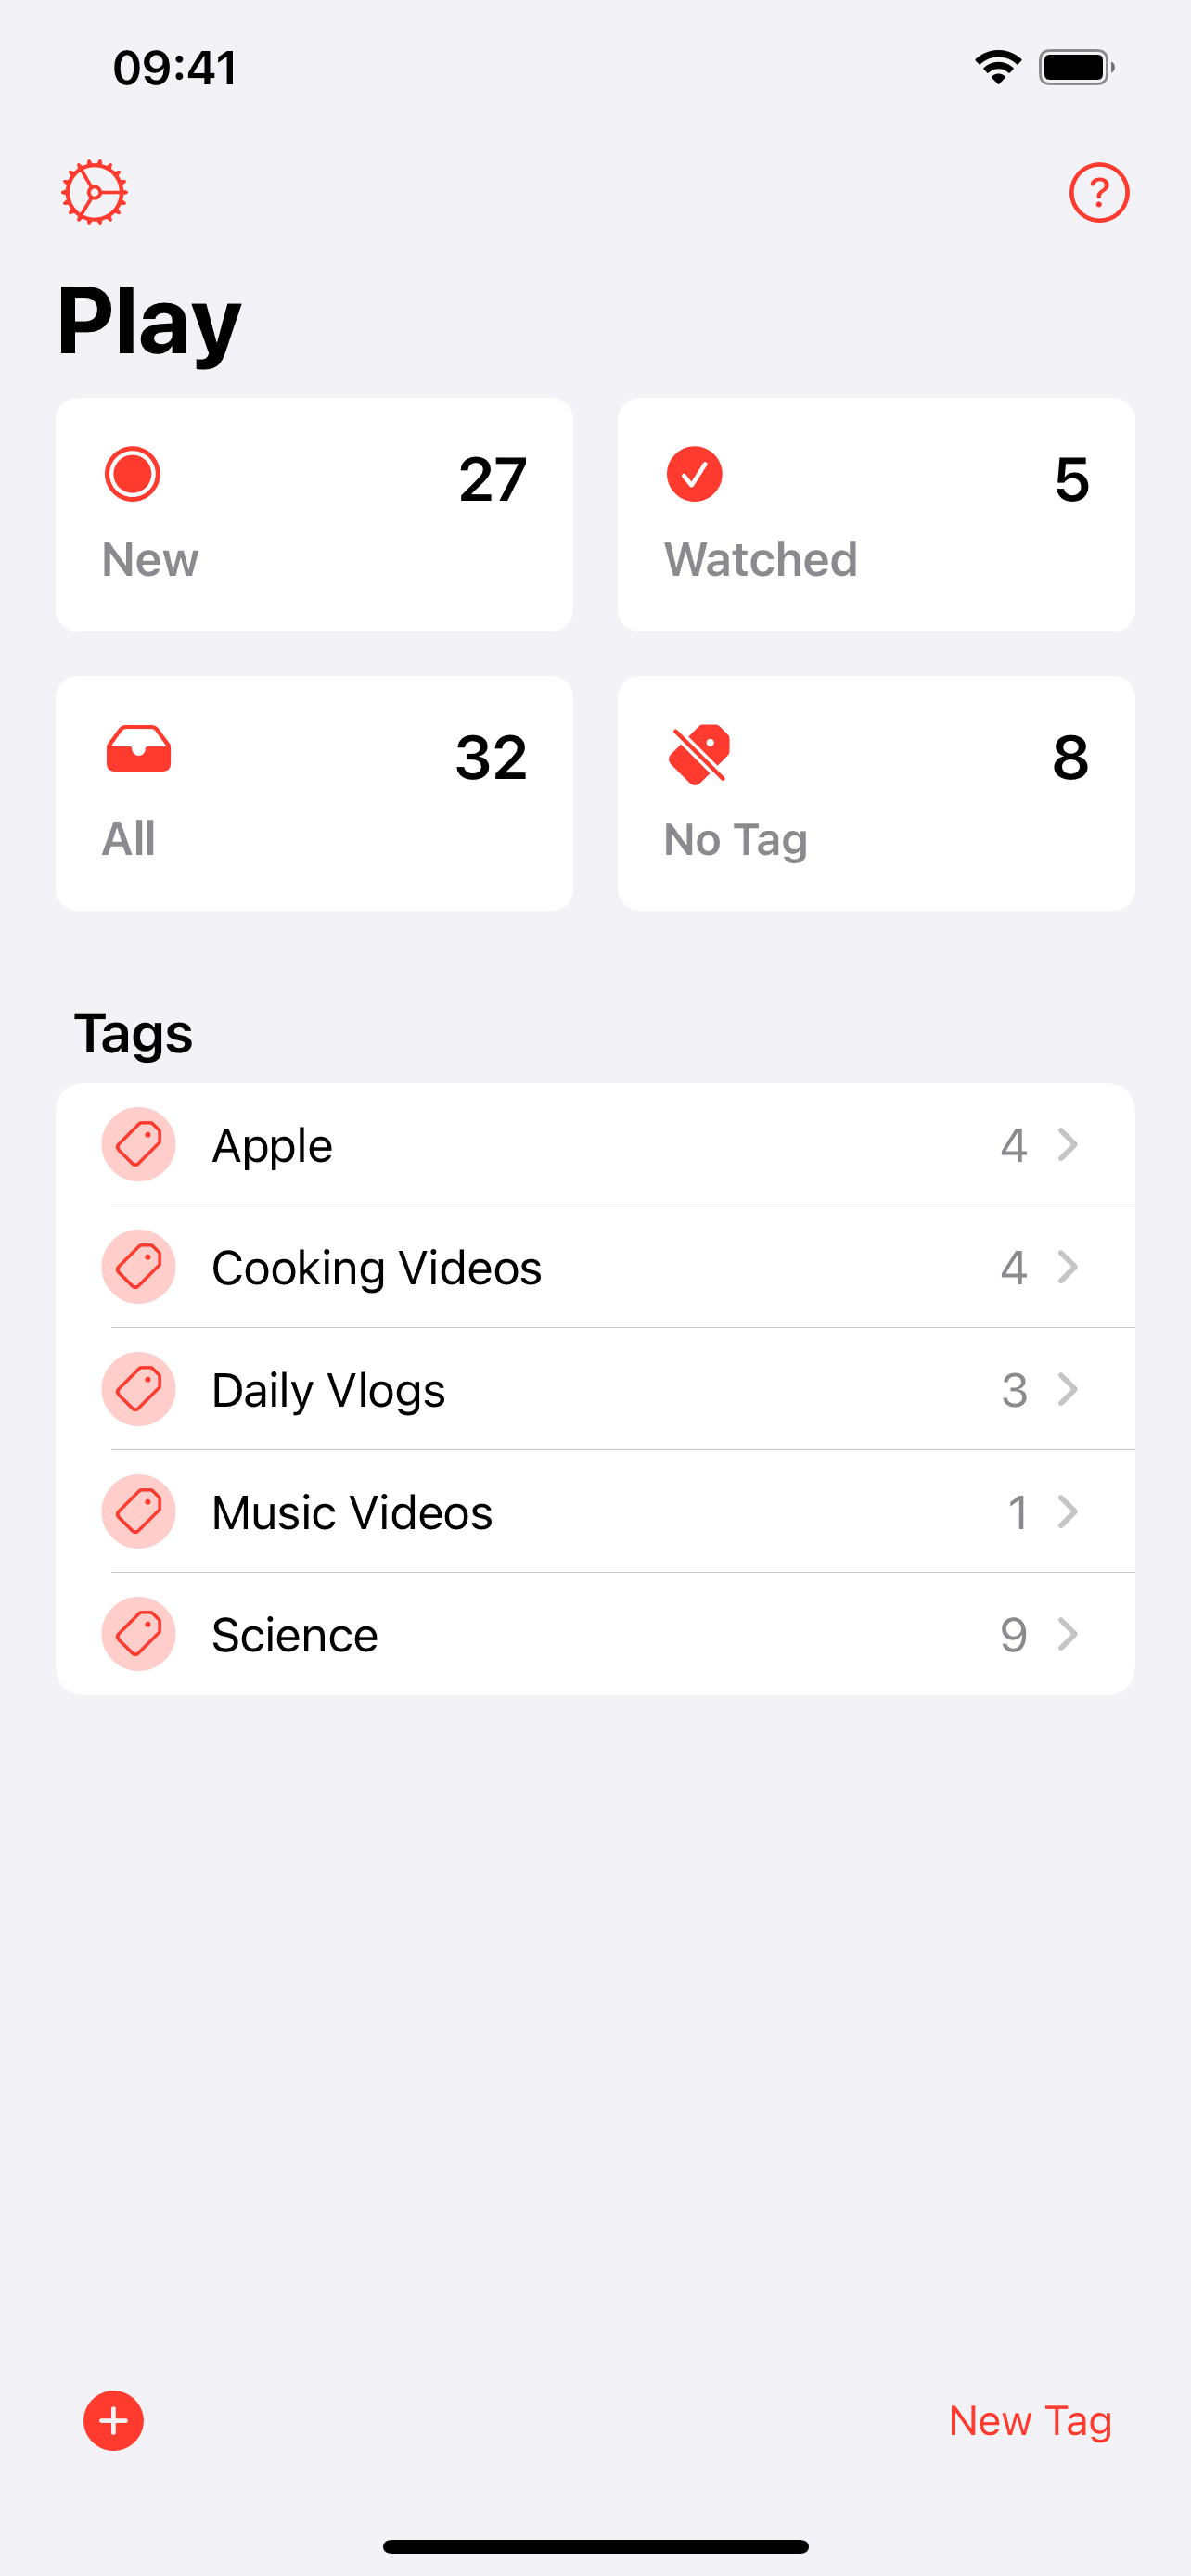 09:41
?
Play
27
New
5
Watched
32
All
8
No Tag
Tags
Apple 4
Cooking Videos 4
Daily Vlogs 3
Music Videos 1
Science 9
New Tag